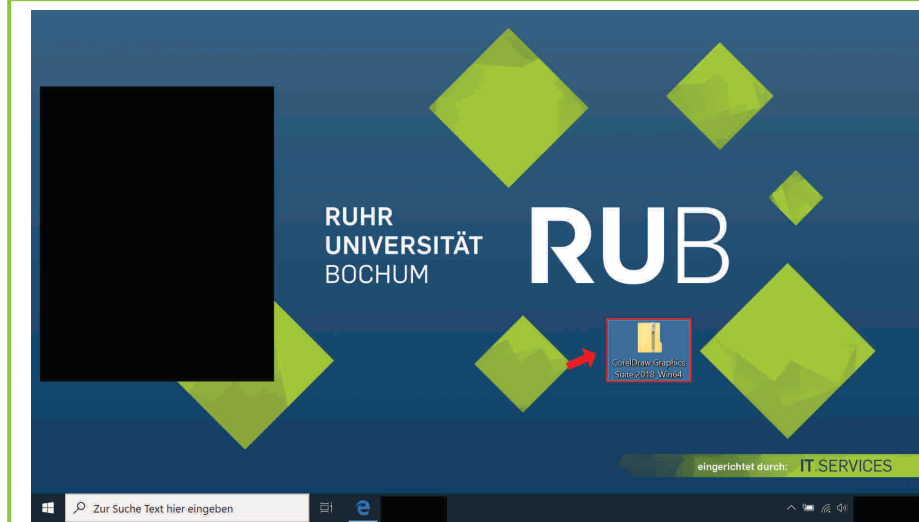 RUHR
UNIVERSITÄT
BOCHUM
RUB
CorelDraw Graphics
Suite 2018_Win64
eingerichtet durch: IT.SERVICES
Zur Suche Text hier eingeben